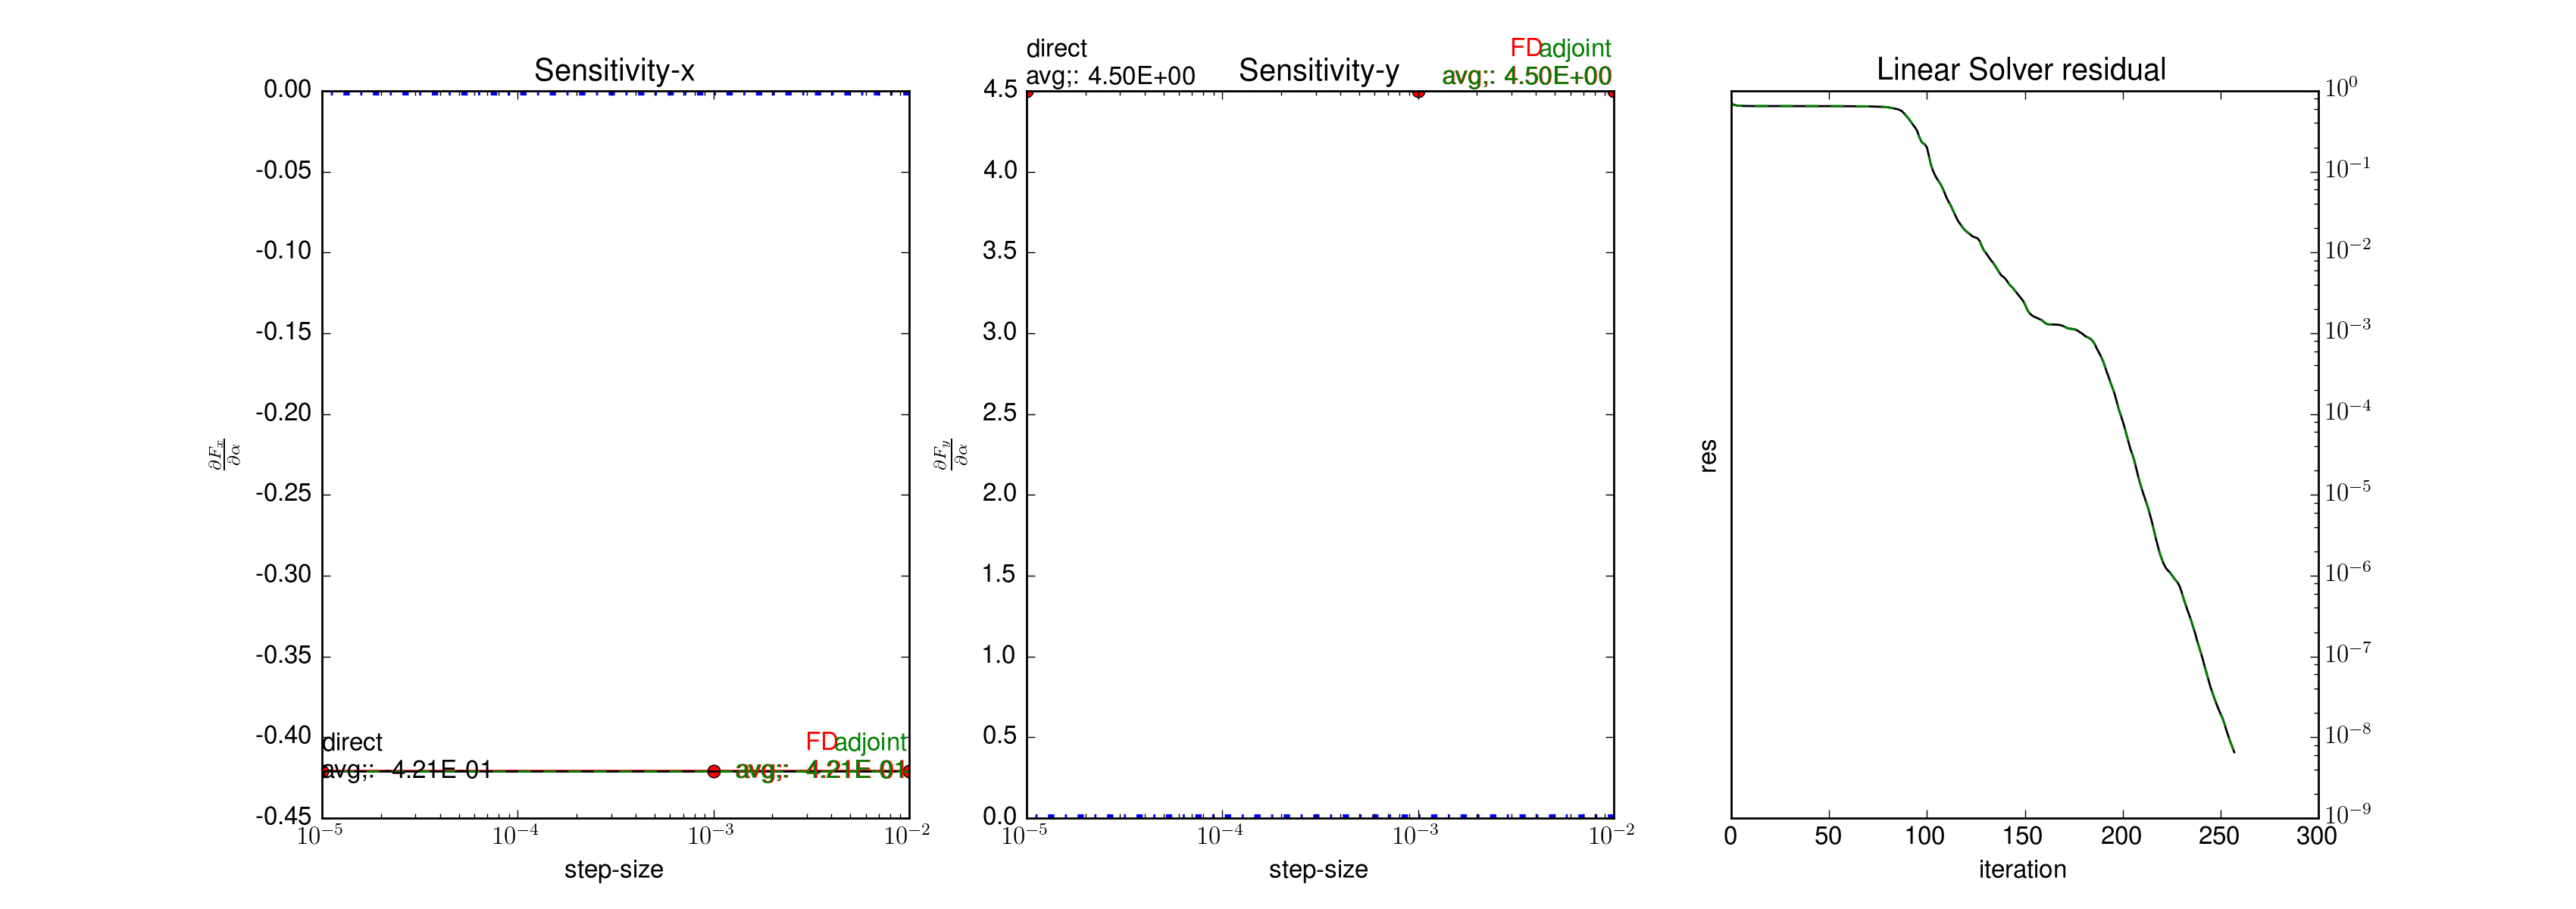 direct
FD adjoint
avg;: 4.50E+00
avg;: 4.50E+00
Sensitivity-x
Sensitivity-y
Linear Solver residual
0.00
-0.05
-0.10
-0.15
-0.20
-0.25
-0.30
-0.35
-0.40
-0.45
∂Fx/∂α
direct
FD adjoint
avg;: -4.21E-01
avg;: -4.21E-01
10^-5
10^-4
10^-3
10^-2
step-size
4.5
4.0
3.5
3.0
2.5
2.0
1.5
1.0
0.5
0.0
∂Fy/∂α
10^-5
10^-4
10^-3
10^-2
step-size
res
10^0
10^-1
10^-2
10^-3
10^-4
10^-5
10^-6
10^-7
10^-8
10^-9
0
50
100
150
200
250
300
iteration